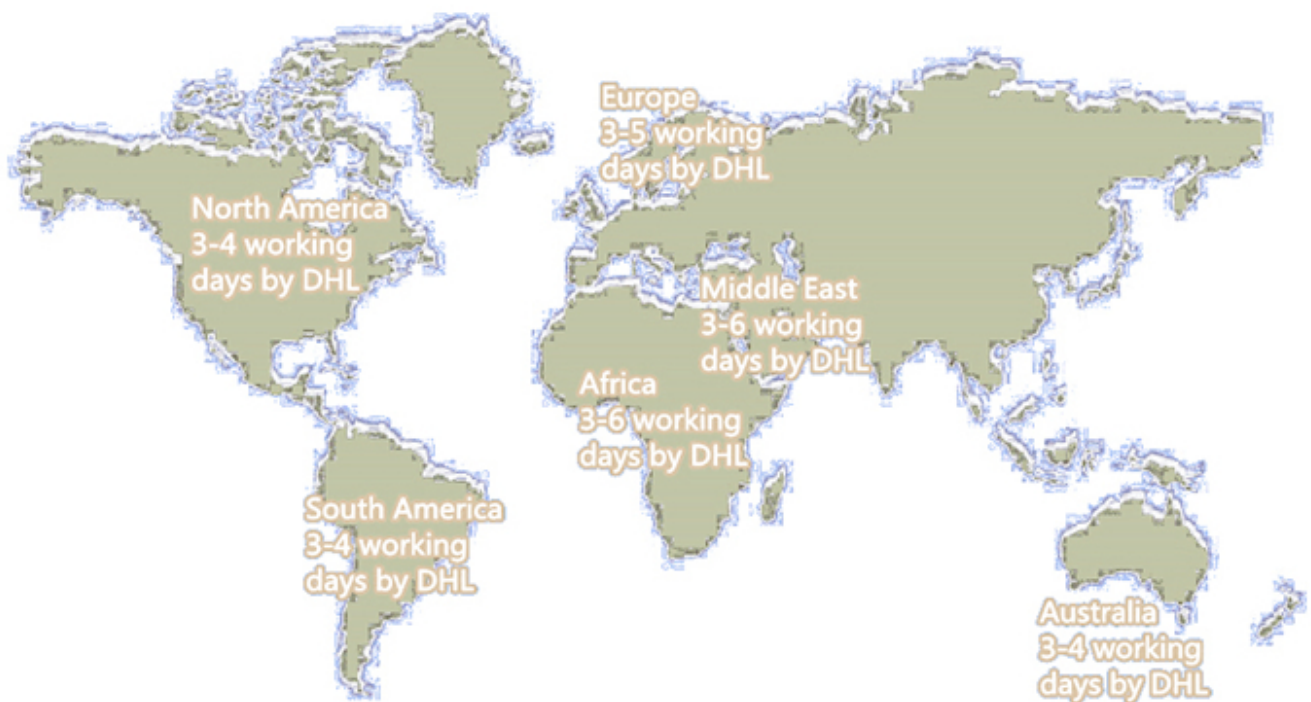 Europe
3-5 working
days by DHL
North America
3-4 working
days by DHL
Middle East
3-6 working
days by DHL
Africa
3-6 working
days by DHL
South America
3-4 working
days by DHL
Australia
3-4 working
days by DHL